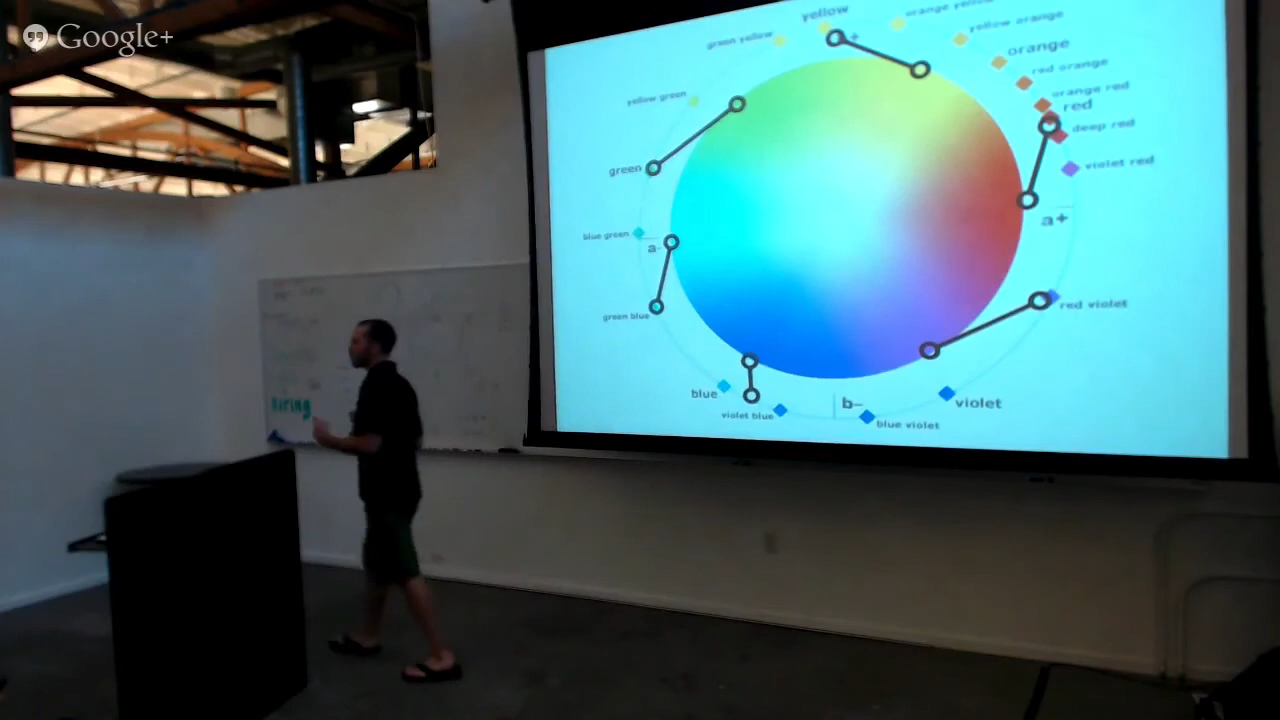 Google+
yellow
orange yellow
green yellow
yellow orange
orange
red orange
orange red
red
deep red
yellow green
violet red
green
a+
blue green
a-
red violet
green blue
blue
violet blue
b–
blue violet
violet
Hiring